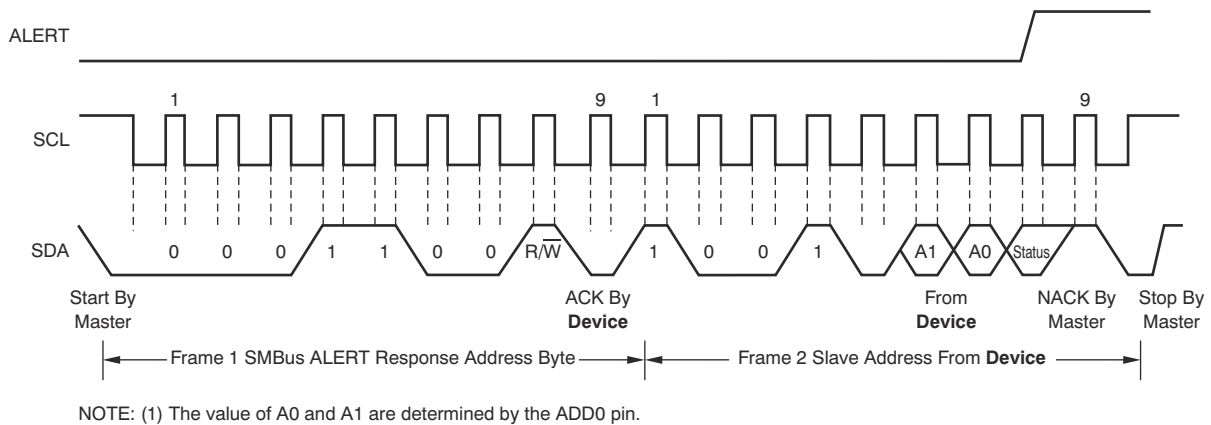 ALERT
1 9 1 9
SCL
SDA 0 0 0 1 1 0 0 R/W 1 0 0 1 A1 A0 Status
Start By Master
ACK By Device
From Device
NACK By Master
Stop By Master
Frame 1 SMBus ALERT Response Address Byte
Frame 2 Slave Address From Device
NOTE: (1) The value of A0 and A1 are determined by the ADD0 pin.